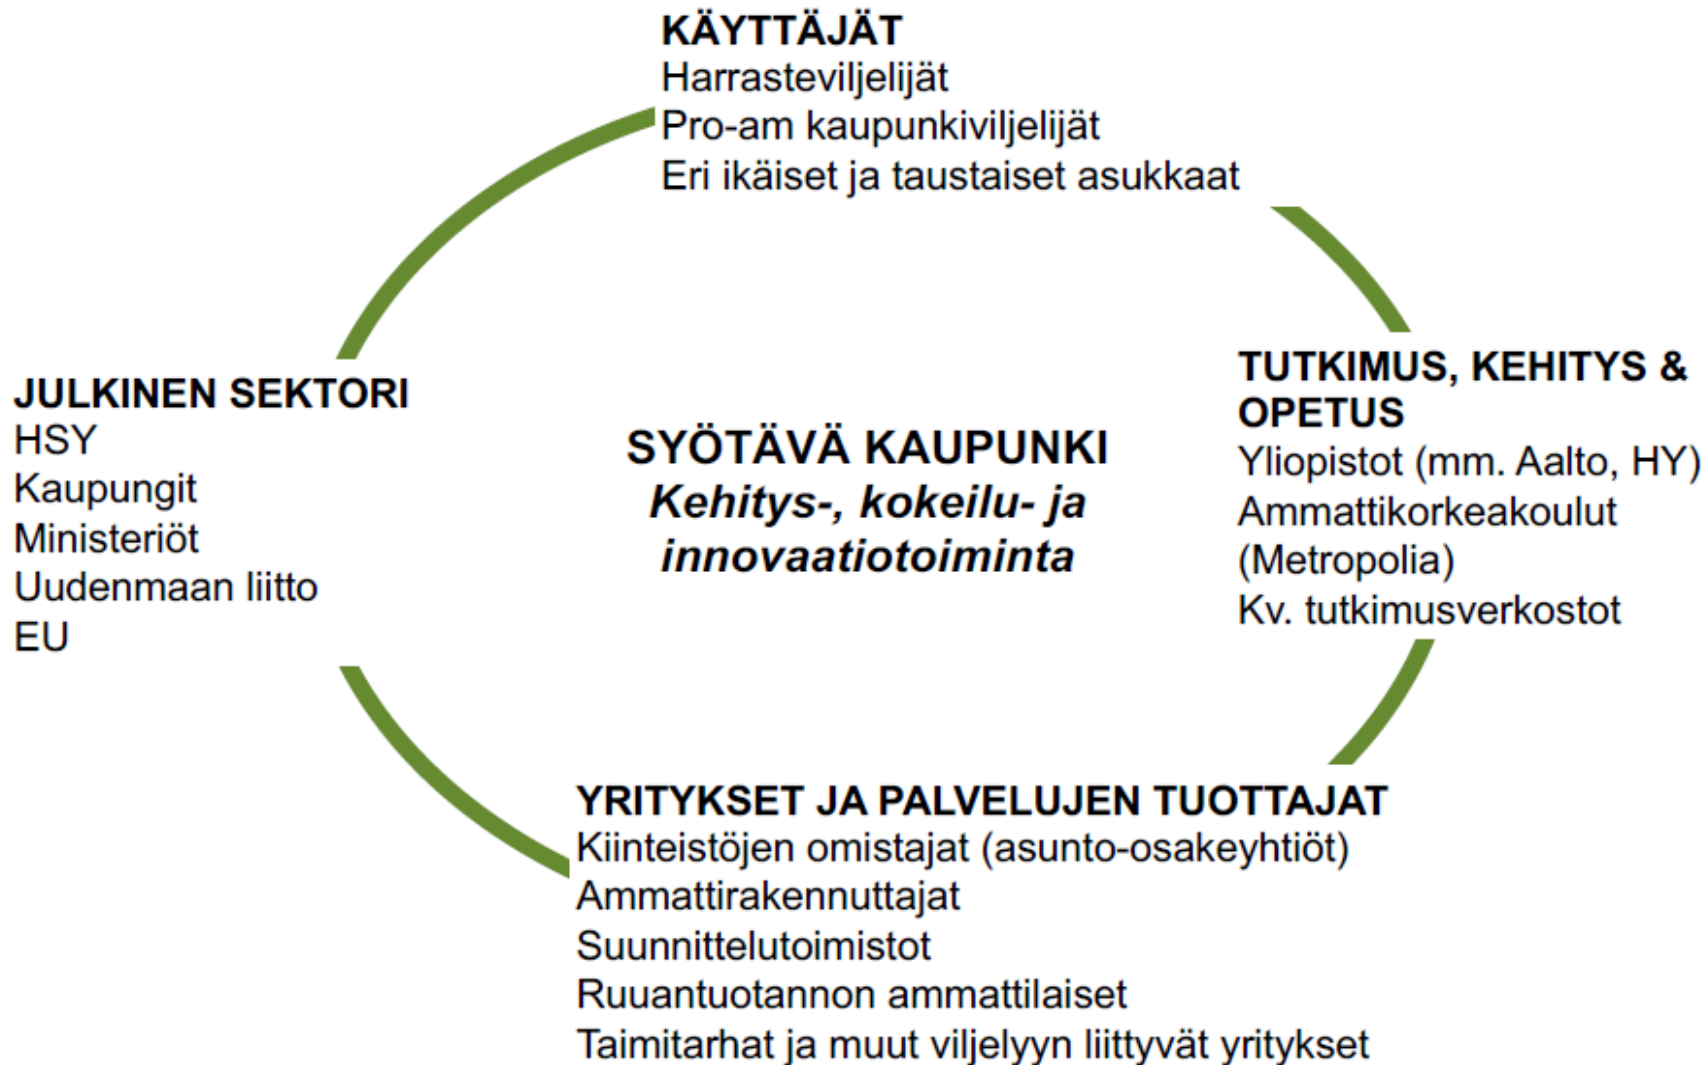 KÄYTTÄJÄT
Harrasteviljelijät
Pro-am kaupunkiviljelijät
Eri ikäiset ja taustaiset asukkaat
JULKINEN SEKTORI
HSY
Kaupungit
Ministeriöt
Uudenmaan liitto
EU
SYÖTÄVÄ KAUPUNKI
Kehitys-, kokeilu- ja
innovaatiotoiminta
TUTKIMUS, KEHITYS &
OPETUS
Yliopistot (mm. Aalto, HY)
Ammattikorkeakoulut
(Metropolia)
Kv. tutkimusverkostot
YRITYKSET JA PALVELUJEN TUOTTAJAT
Kiinteistöjen omistajat (asunto-osakeyhtiöt)
Ammattirakennuttajat
Suunnittelutoimistot
Ruuantuotannon ammattilaiset
Taimitarhat ja muut viljelyyn liittyvät yritykset